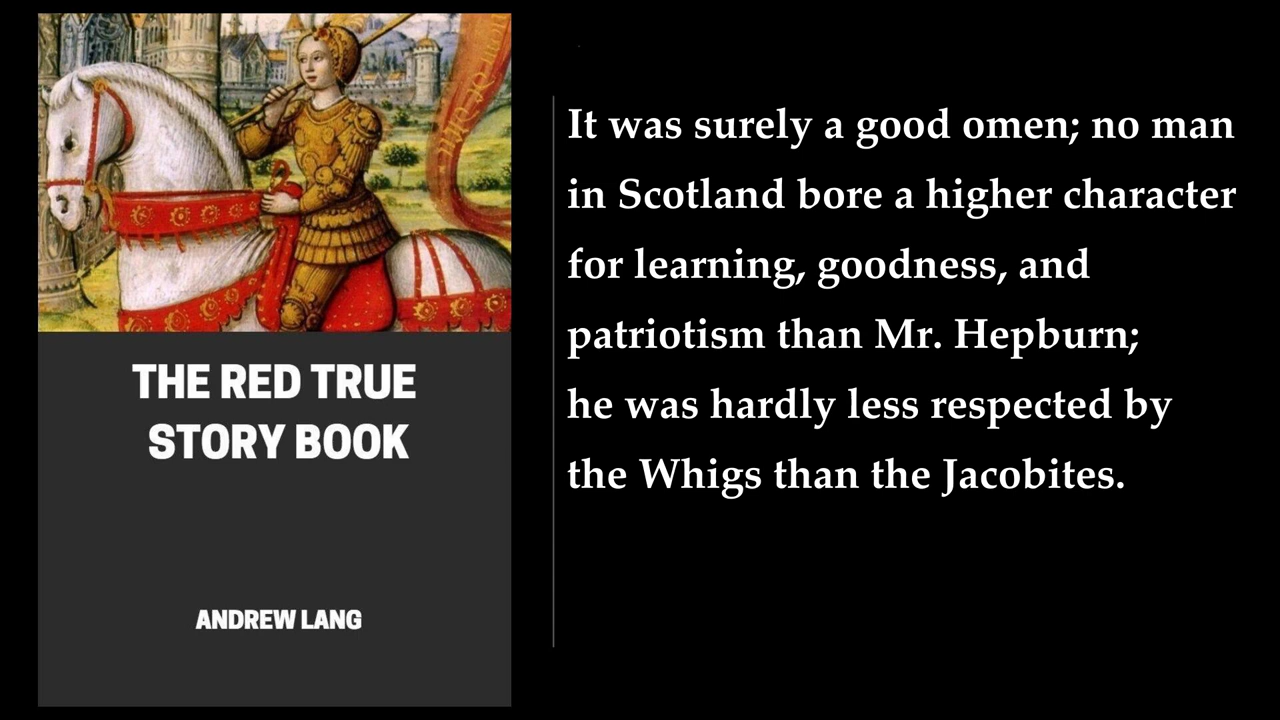 THE RED TRUE
STORY BOOK
ANDREW LANG
It was surely a good omen; no man
in Scotland bore a higher character
for learning, goodness, and
patriotism than Mr. Hepburn;
he was hardly less respected by
the Whigs than the Jacobites.